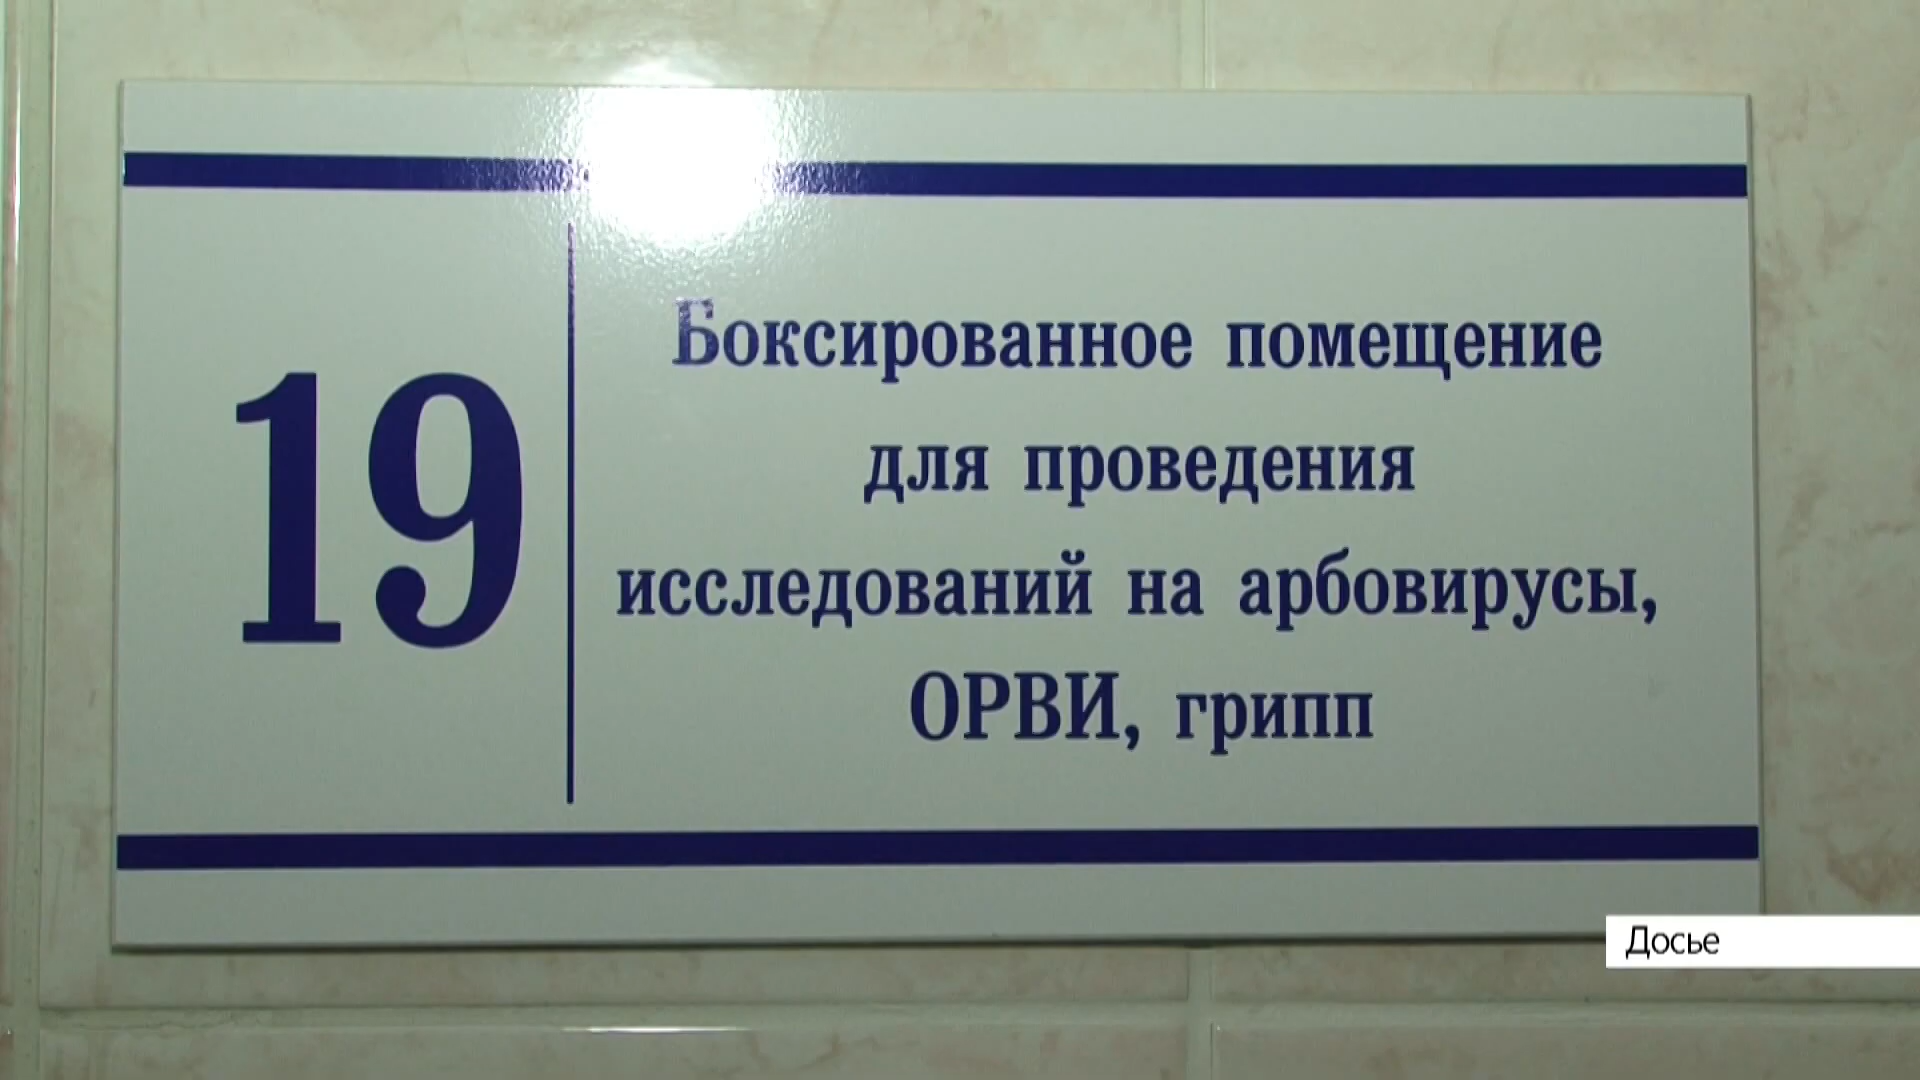 19
Боксированное помещение
для проведения
исследований на арбовирусы,
ОРВИ, грипп
Досье